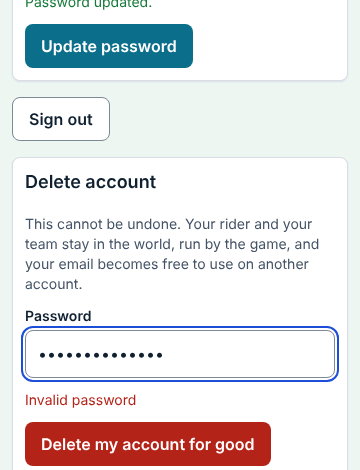 Password updated.
Update password
Sign out
Delete account
This cannot be undone. Your rider and your
team stay in the world, run by the game, and
your email becomes free to use on another
account.
Password
••••••••••••••
Invalid password
Delete my account for good